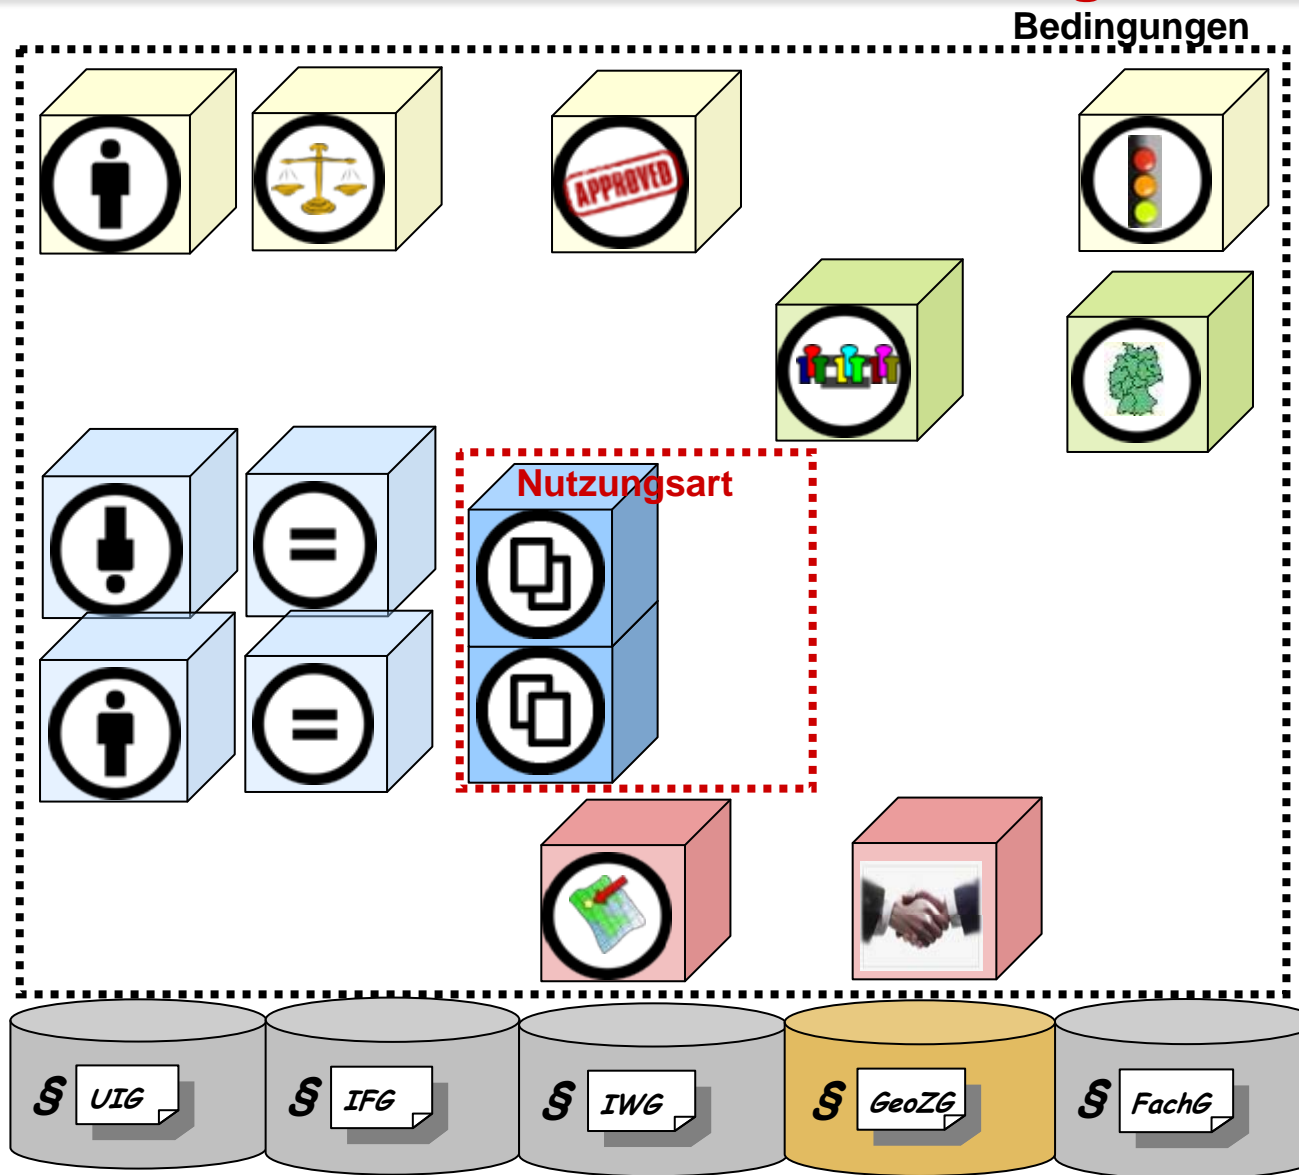 Bedingungen
APPROVED
Nutzungsart
§ UIG
§ IFG
§ IWG
§ GeoZG
§ FachG